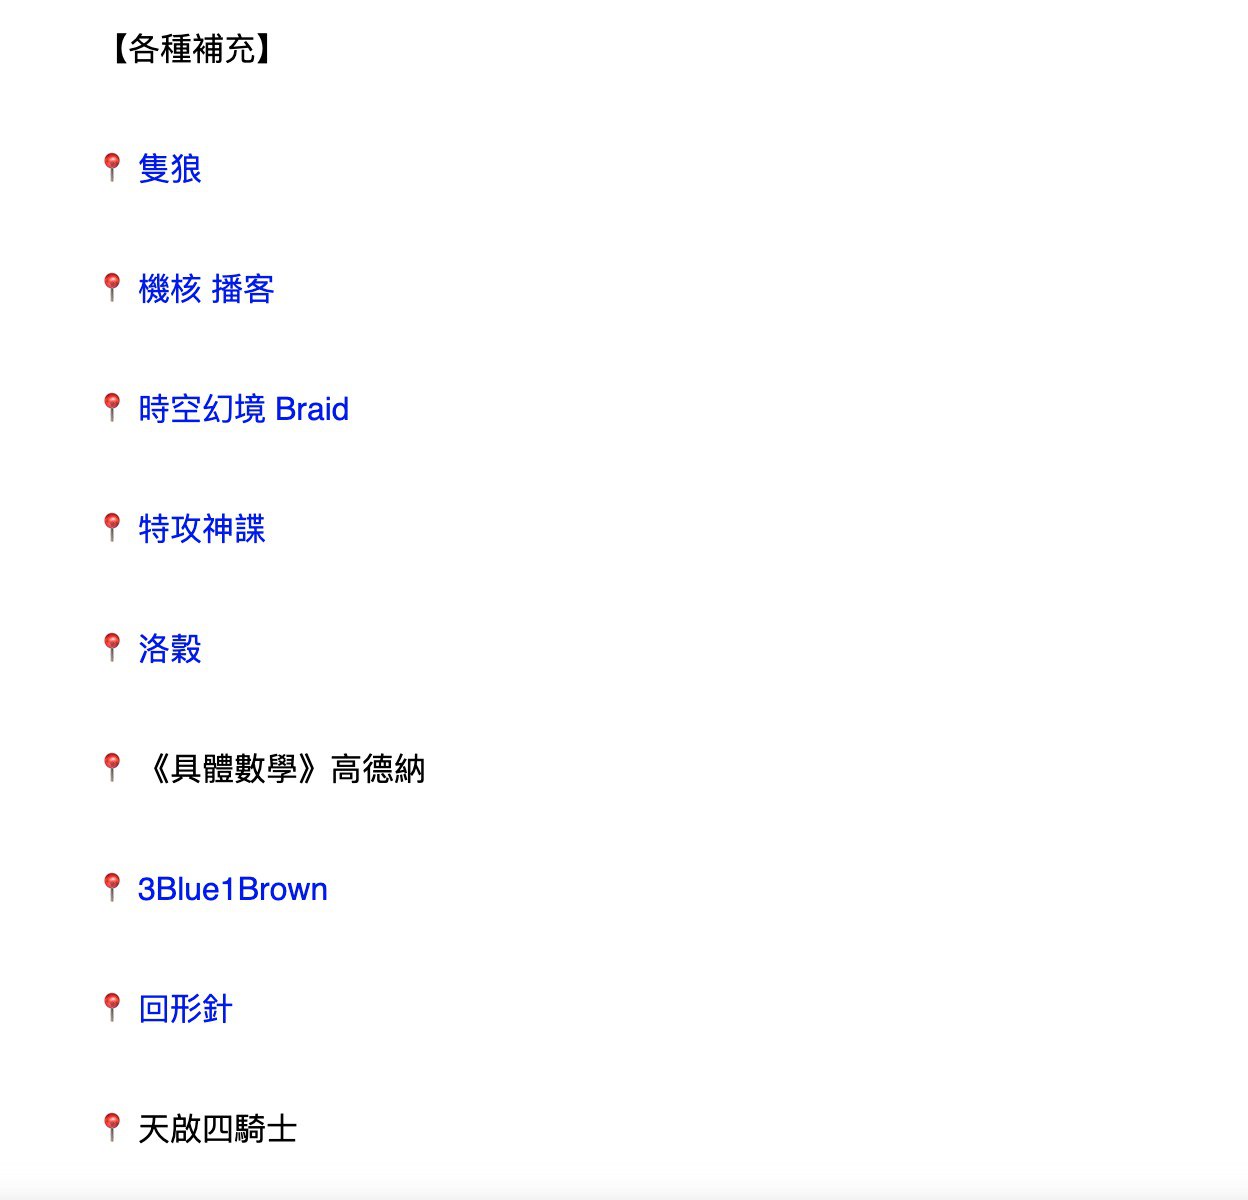 【各種補充】
📍 隻狼
📍 機核 播客
📍 時空幻境 Braid
📍 特攻神諜
📍 洛穀
📍 《具體數學》高德納
📍 3Blue1Brown
📍 回形針
📍 天啟四騎士